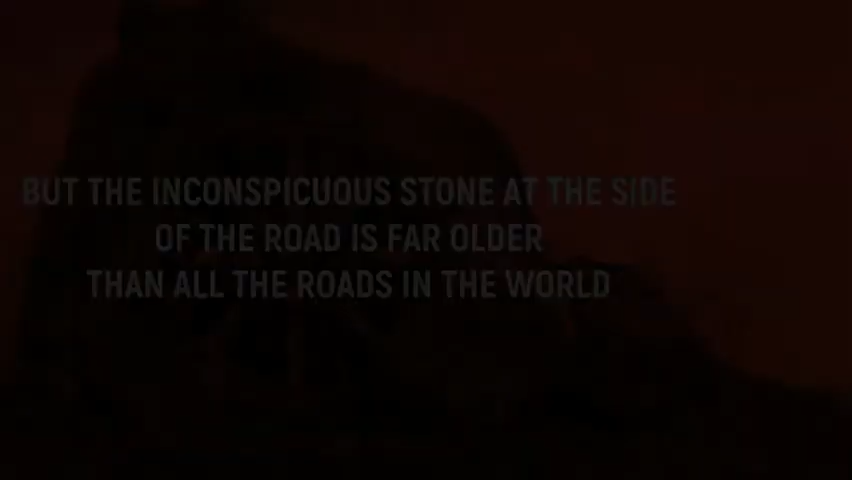 BUT THE INCONSPICUOUS STONE AT THE SIDE
OF THE ROAD IS FAR OLDER
THAN ALL THE ROADS IN THE WORLD